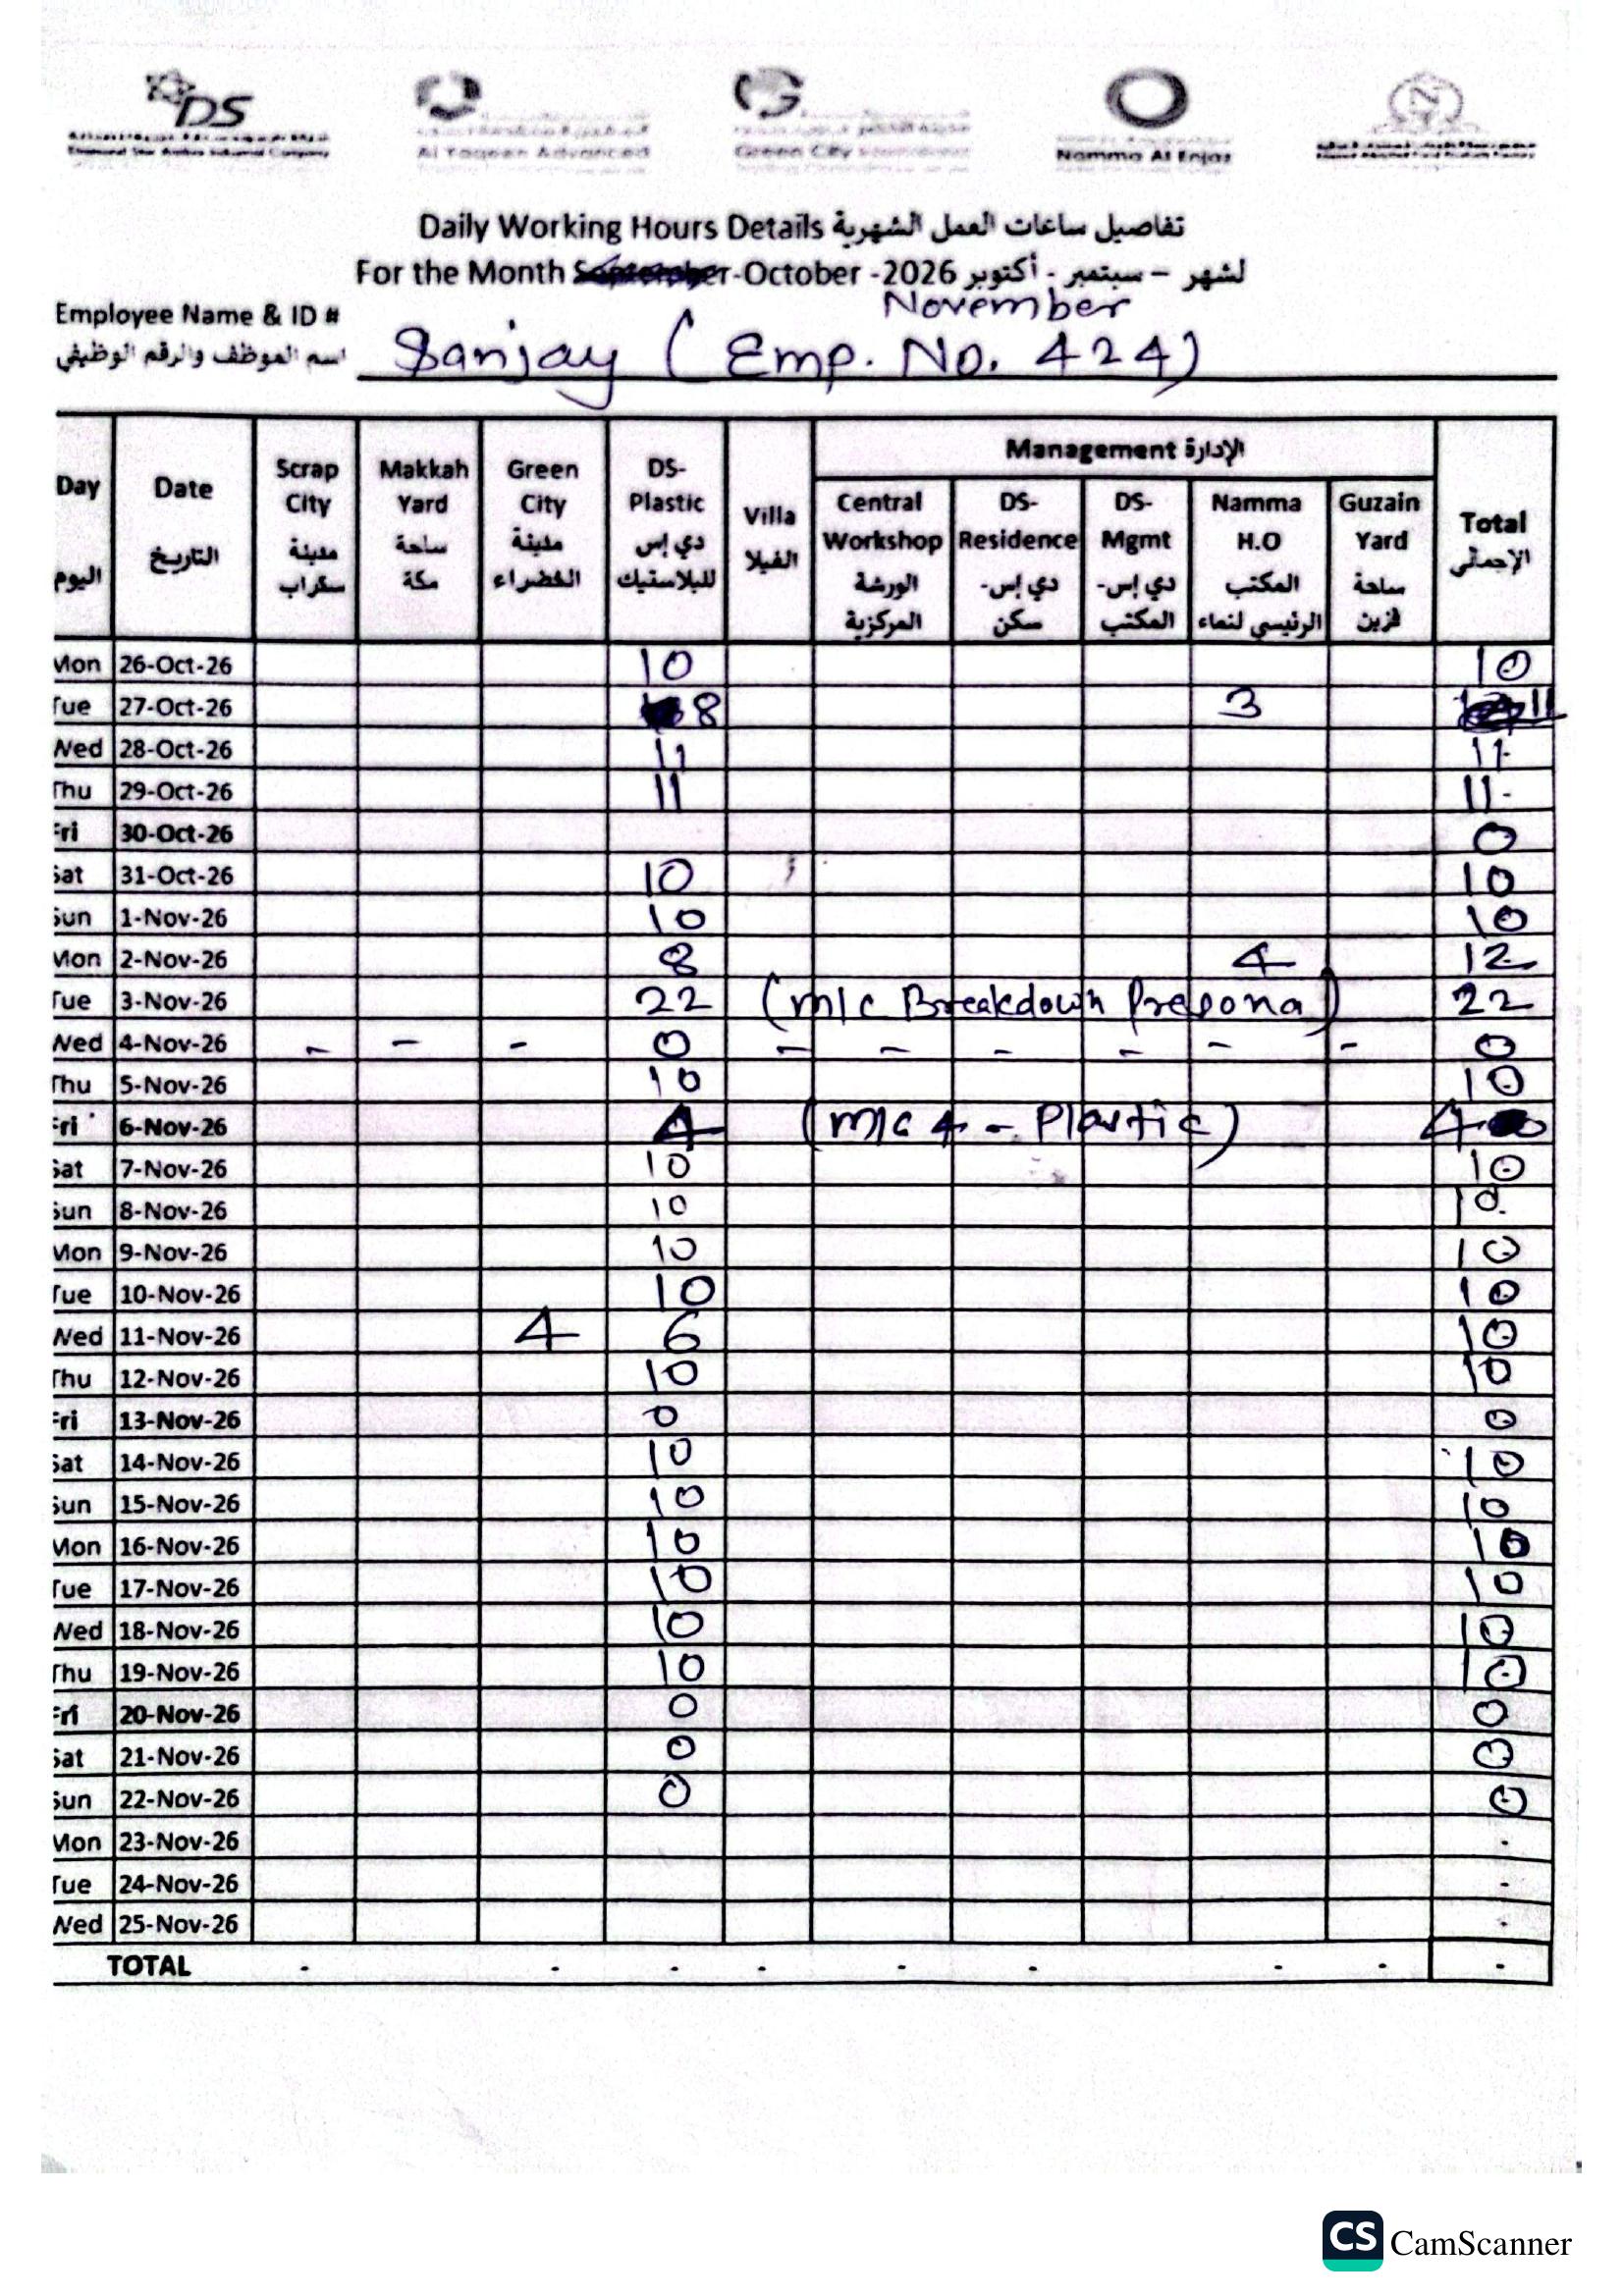 DS
Al Yaqeen Advanced
Green City
Namma Al Enjaz
Daily Working Hours Details تفاصيل ساعات العمل الشهرية
For the Month -October -2026 لشهر – سبتمبر - أكتوبر
November
Employee Name & ID #
اسم الموظف والرقم الوظيفي
Sanjay (Emp. No. 424)
Day اليوم Date التاريخ Scrap City مدينة سكراب Makkah Yard ساحة مكة Green City مدينة الخضراء DS-Plastic دي إس للبلاستيك Villa الفيلا Management الإدارة Total الإجمالي
Central Workshop الورشة المركزية DS-Residence دي إس- سكن DS-Mgmt دي إس- المكتب Namma H.O المكتب الرئيسي لنماء Guzain Yard ساحة قزين
Mon 26-Oct-26 10 10
Tue 27-Oct-26 8 3 11
Wed 28-Oct-26 11 11
Thu 29-Oct-26 11 11
Fri 30-Oct-26 0
Sat 31-Oct-26 10 10
Sun 1-Nov-26 10 10
Mon 2-Nov-26 8 4 12
Tue 3-Nov-26 22 (M/c Breakdown Presona) 22
Wed 4-Nov-26 - - - 0 - - - - - - 0
Thu 5-Nov-26 10 10
Fri 6-Nov-26 4 (M/c 4 - Plastic) 4
Sat 7-Nov-26 10 10
Sun 8-Nov-26 10 10
Mon 9-Nov-26 10 10
Tue 10-Nov-26 10 10
Wed 11-Nov-26 4 6 10
Thu 12-Nov-26 10 10
Fri 13-Nov-26 0 0
Sat 14-Nov-26 10 10
Sun 15-Nov-26 10 10
Mon 16-Nov-26 10 10
Tue 17-Nov-26 10 10
Wed 18-Nov-26 10 10
Thu 19-Nov-26 10 10
Fri 20-Nov-26 0 0
Sat 21-Nov-26 0 0
Sun 22-Nov-26 0 0
Mon 23-Nov-26 -
Tue 24-Nov-26 -
Wed 25-Nov-26 -
TOTAL - - - - - - - - -
CS CamScanner